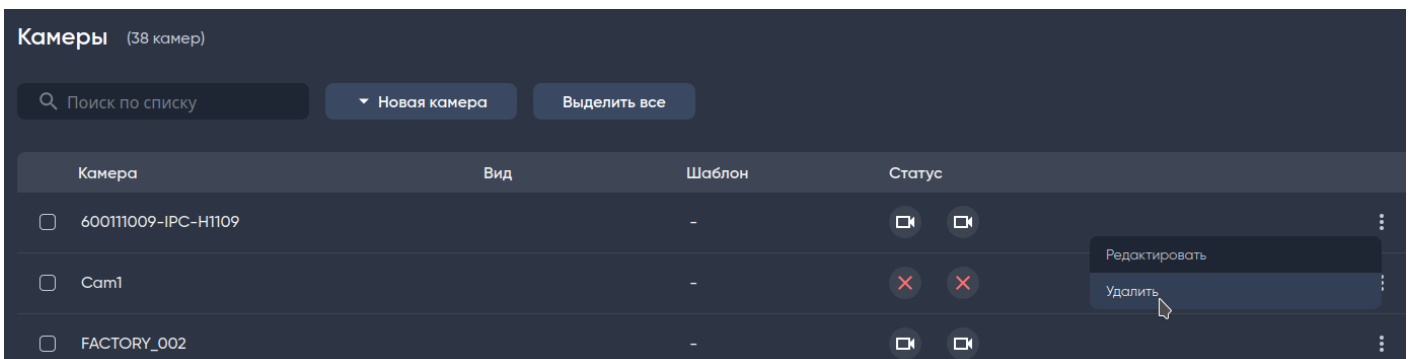 Камеры (38 камер)
Поиск по списку Новая камера Выделить все
Камера Вид Шаблон Статус
600111009-IPC-H1109 -
Редактировать
Cam1 -
Удалить
FACTORY_002 -